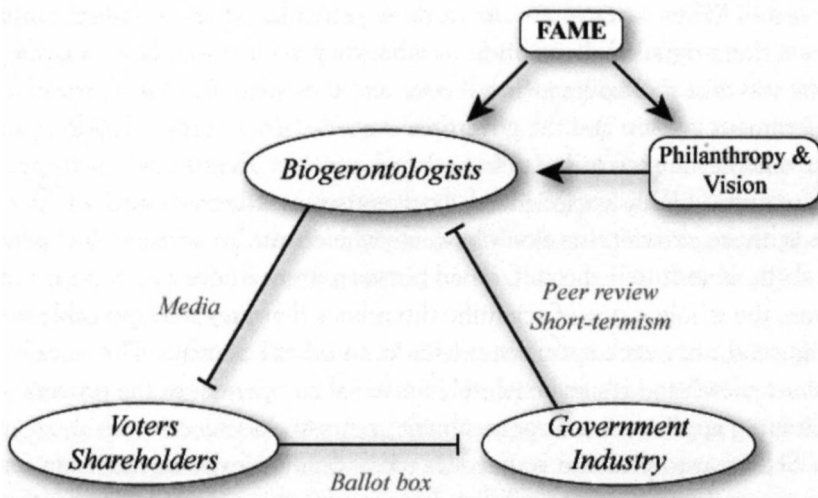 FAME
Philanthropy &
Vision
Biogerontologists
Media
Peer review
Short-termism
Voters
Shareholders
Government
Industry
Ballot box